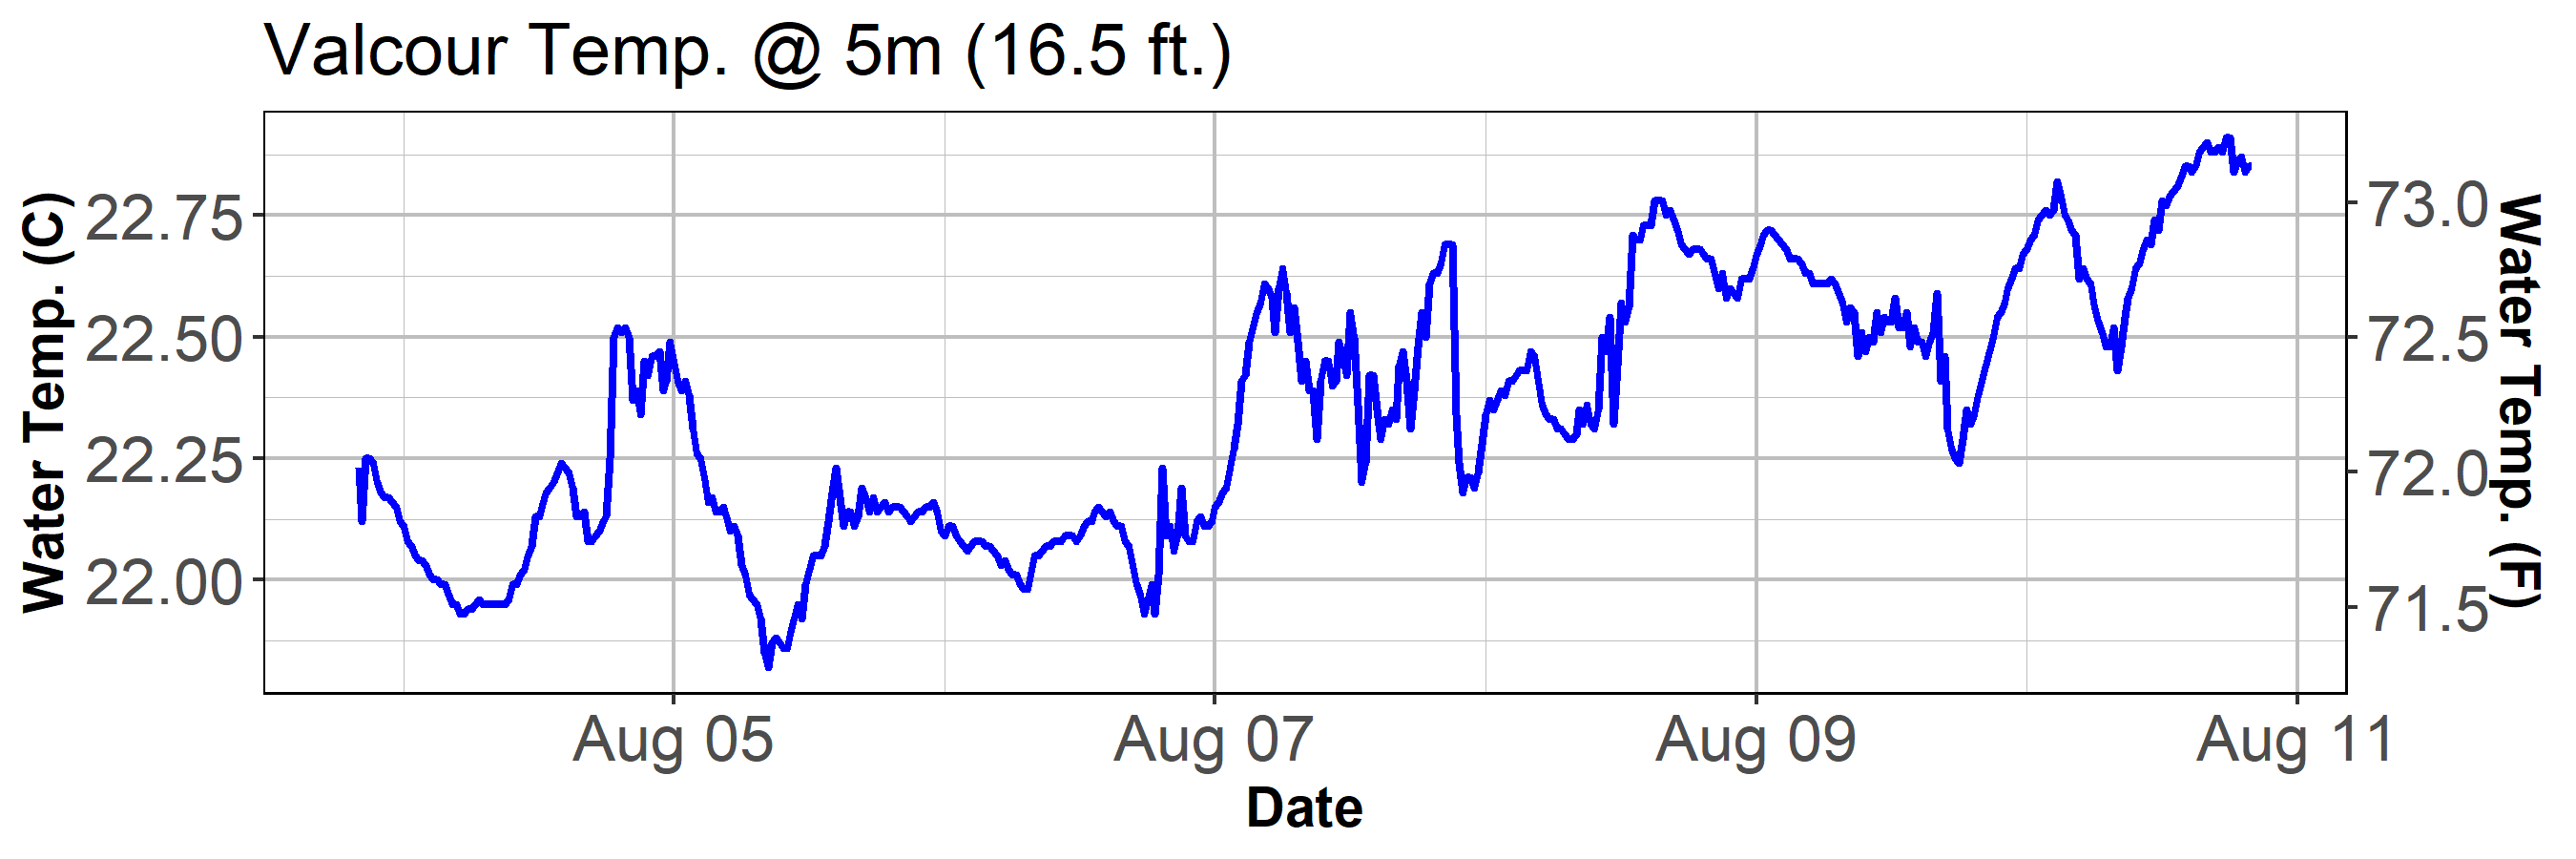 Valcour Temp. @ 5m (16.5 ft.)
Water Temp. (C)
22.75
22.50
22.25
22.00
73.0
72.5
72.0
71.5
Water Temp. (F)
Aug 05
Aug 07
Aug 09
Aug 11
Date